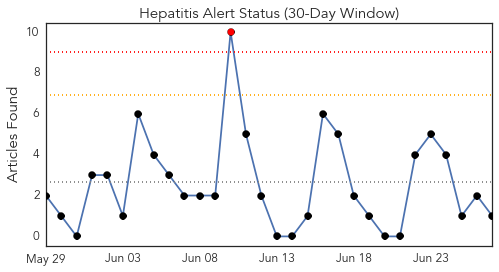 Hepatitis Alert Status (30-Day Window)
Articles Found
10
8
6
4
2
0
May 29
Jun 03
Jun 08
Jun 13
Jun 18
Jun 23